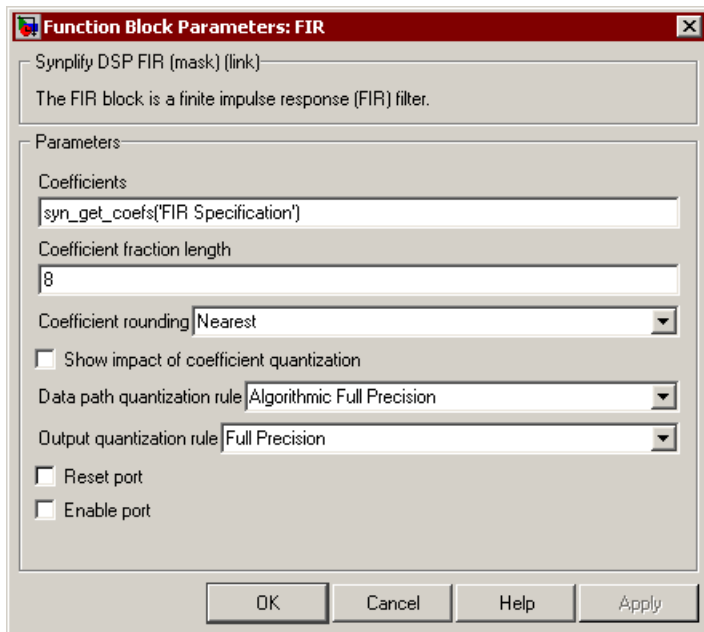 Function Block Parameters: FIR
Synplify DSP FIR (mask) (link)
The FIR block is a finite impulse response (FIR) filter.
Parameters
Coefficients
syn_get_coefs('FIR Specification')
Coefficient fraction length
8
Coefficient rounding Nearest
Show impact of coefficient quantization
Data path quantization rule Algorithmic Full Precision
Output quantization rule Full Precision
Reset port
Enable port
OK Cancel Help Apply